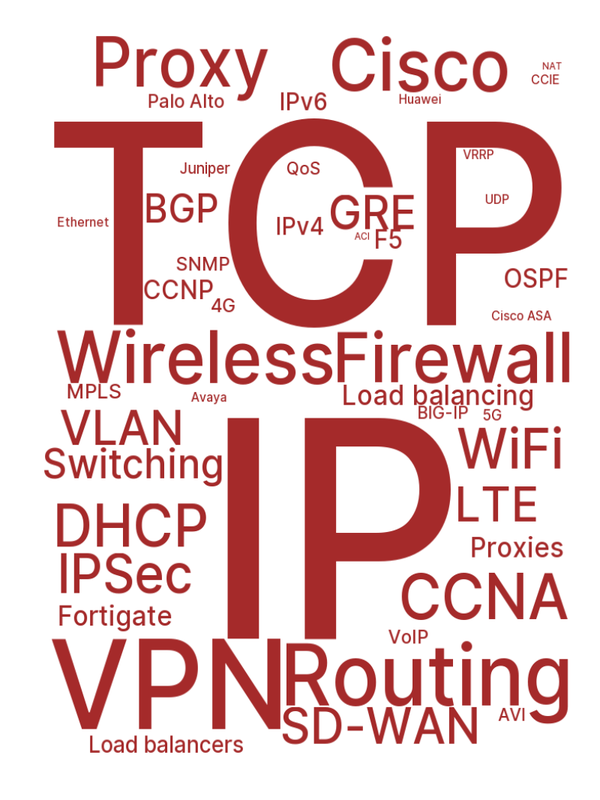 Proxy
Cisco
NAT
CCIE
Palo Alto
IPv6
Huawei
TCP
VRRP
Juniper
QoS
UDP
BGP
GRE
Ethernet
IPv4
ACI
F5
SNMP
OSPF
CCNP
4G
Cisco ASA
Wireless
Firewall
MPLS
Avaya
Load balancing
BIG-IP
5G
VLAN
IP
WiFi
Switching
LTE
DHCP
Proxies
IPSec
CCNA
Fortigate
VoIP
VPN
Routing
SD-WAN
AVI
Load balancers